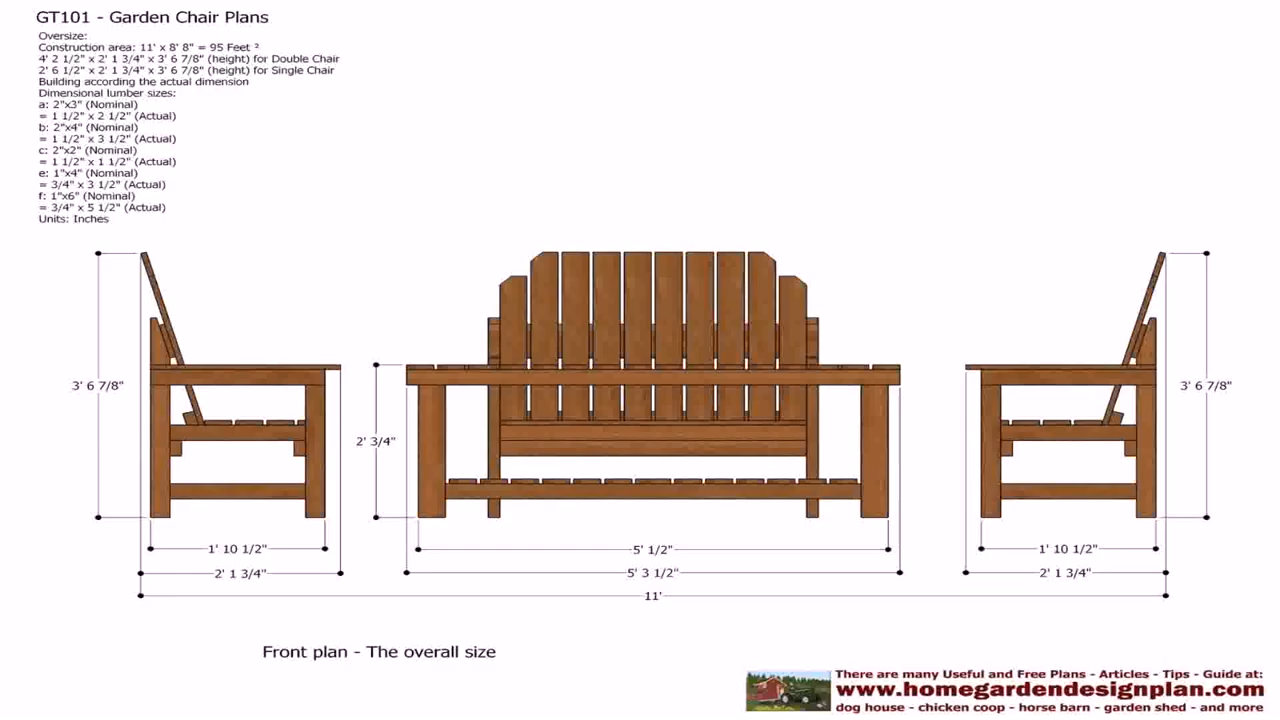 GT101 - Garden Chair Plans
Oversize:
Construction area: 11' x 8' 8" = 95 Feet ²
4' 2 1/2" x 2' 1 3/4" x 3' 6 7/8" (height) for Double Chair
2' 6 1/2" x 2' 1 3/4" x 3' 6 7/8" (height) for Single Chair
Building according the actual dimension
Dimensional lumber sizes:
a: 2"x3" (Nominal)
= 1 1/2" x 2 1/2" (Actual)
b: 2"x4" (Nominal)
= 1 1/2" x 3 1/2" (Actual)
c: 2"x2" (Nominal)
= 1 1/2" x 1 1/2" (Actual)
e: 1"x4" (Nominal)
= 3/4" x 3 1/2" (Actual)
f: 1"x6" (Nominal)
= 3/4" x 5 1/2" (Actual)
Units: Inches
3' 6 7/8"
3' 6 7/8"
2' 3/4"
1' 10 1/2"
5' 1/2"
1' 10 1/2"
2' 1 3/4"
5' 3 1/2"
2' 1 3/4"
11'
Front plan - The overall size
There are many Useful and Free Plans - Articles - Tips - Guide at:
www.homegardendesignplan.com
dog house - chicken coop - horse barn - garden shed - and more